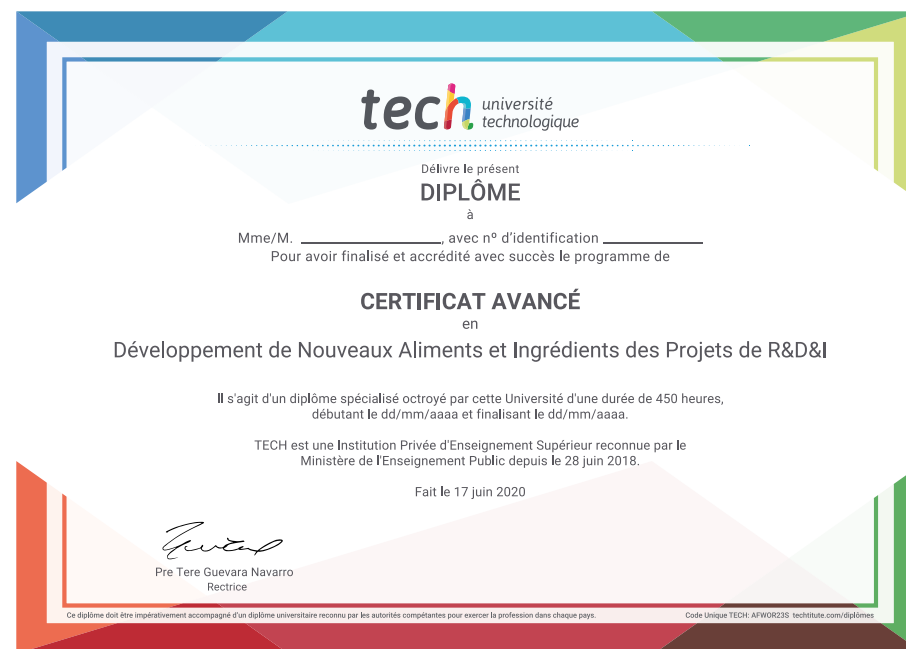 tech université
technologique
Délivre le présent
DIPLÔME
à
Mme/M. ____________________, avec nº d'identification ______________
Pour avoir finalisé et accrédité avec succès le programme de
CERTIFICAT AVANCÉ
en
Développement de Nouveaux Aliments et Ingrédients des Projets de R&D&I
Il s'agit d'un diplôme spécialisé octroyé par cette Université d'une durée de 450 heures,
débutant le dd/mm/aaaa et finalisant le dd/mm/aaaa.
TECH est une Institution Privée d'Enseignement Supérieur reconnue par le
Ministère de l'Enseignement Public depuis le 28 juin 2018.
Fait le 17 juin 2020
Pre Tere Guevara Navarro
Rectrice
Ce diplôme doit être impérativement accompagné d'un diplôme universitaire reconnu par les autorités compétentes pour exercer la profession dans chaque pays. Code Unique TECH: AFWOR23S techtitute.com/diplômes